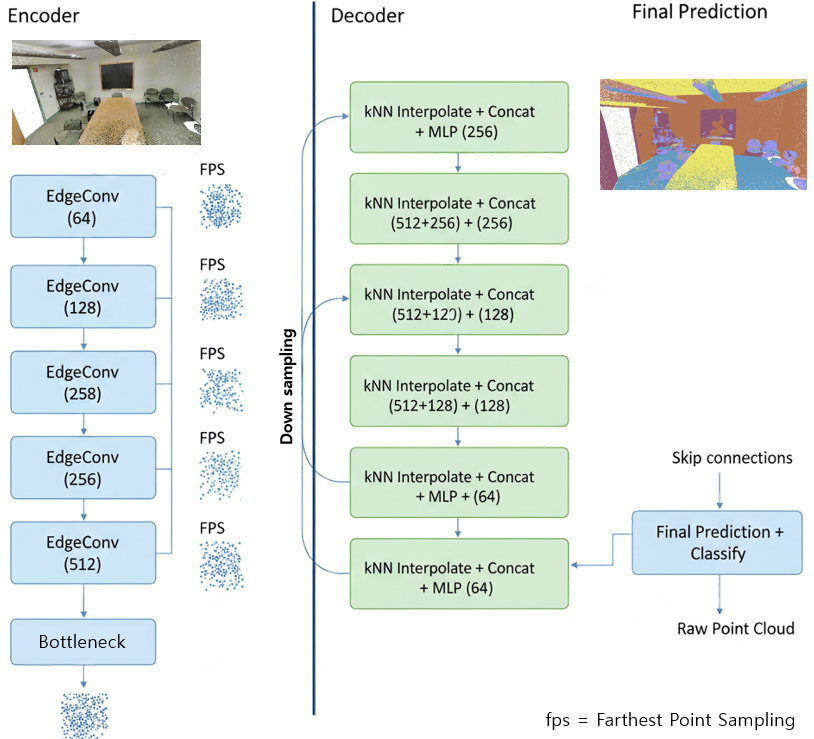 Encoder
FPS
EdgeConv
(64)
FPS
EdgeConv
(128)
FPS
EdgeConv
(258)
FPS
EdgeConv
(256)
FPS
EdgeConv
(512)
Bottleneck
Down sampling
Decoder
kNN Interpolate + Concat
+ MLP (256)
kNN Interpolate + Concat
(512+256) + (256)
kNN Interpolate + Concat
+ (128)
kNN Interpolate + Concat
(512+128) + (128)
kNN Interpolate + Concat
+ MLP + (64)
kNN Interpolate + Concat
+ MLP (64)
Final Prediction
Skip connections
Final Prediction +
Classify
Raw Point Cloud
fps = Farthest Point Sampling